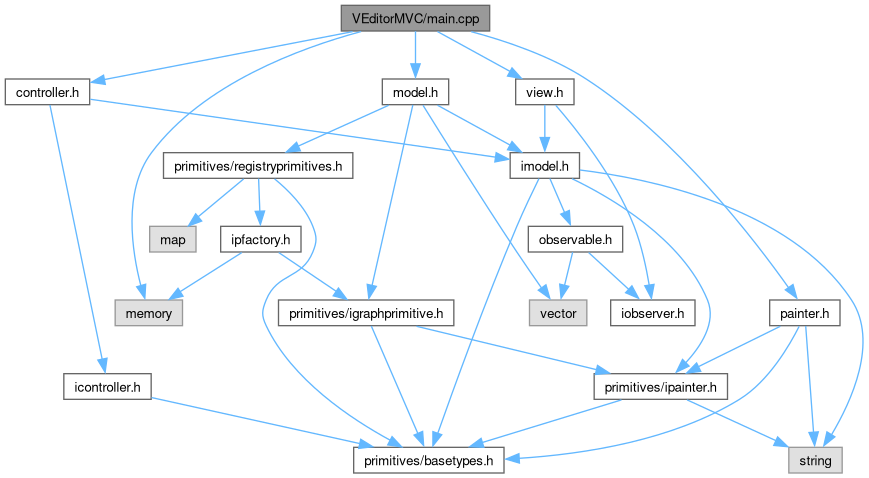 VEditorMVC/main.cpp
controller.h
model.h
view.h
primitives/registryprimitives.h
imodel.h
map
ipfactory.h
observable.h
memory
primitives/igraphprimitive.h
vector
iobserver.h
painter.h
icontroller.h
primitives/ipainter.h
primitives/basetypes.h
string